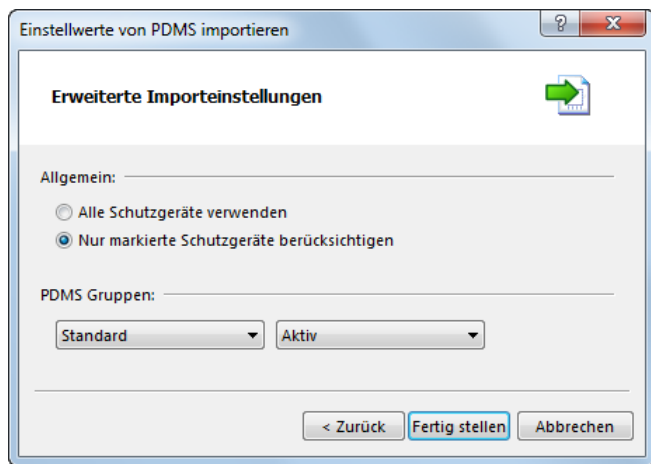 Einstellwerte von PDMS importieren
Erweiterte Importeinstellungen
Allgemein:
Alle Schutzgeräte verwenden
Nur markierte Schutzgeräte berücksichtigen
PDMS Gruppen:
Standard Aktiv
< Zurück Fertig stellen Abbrechen